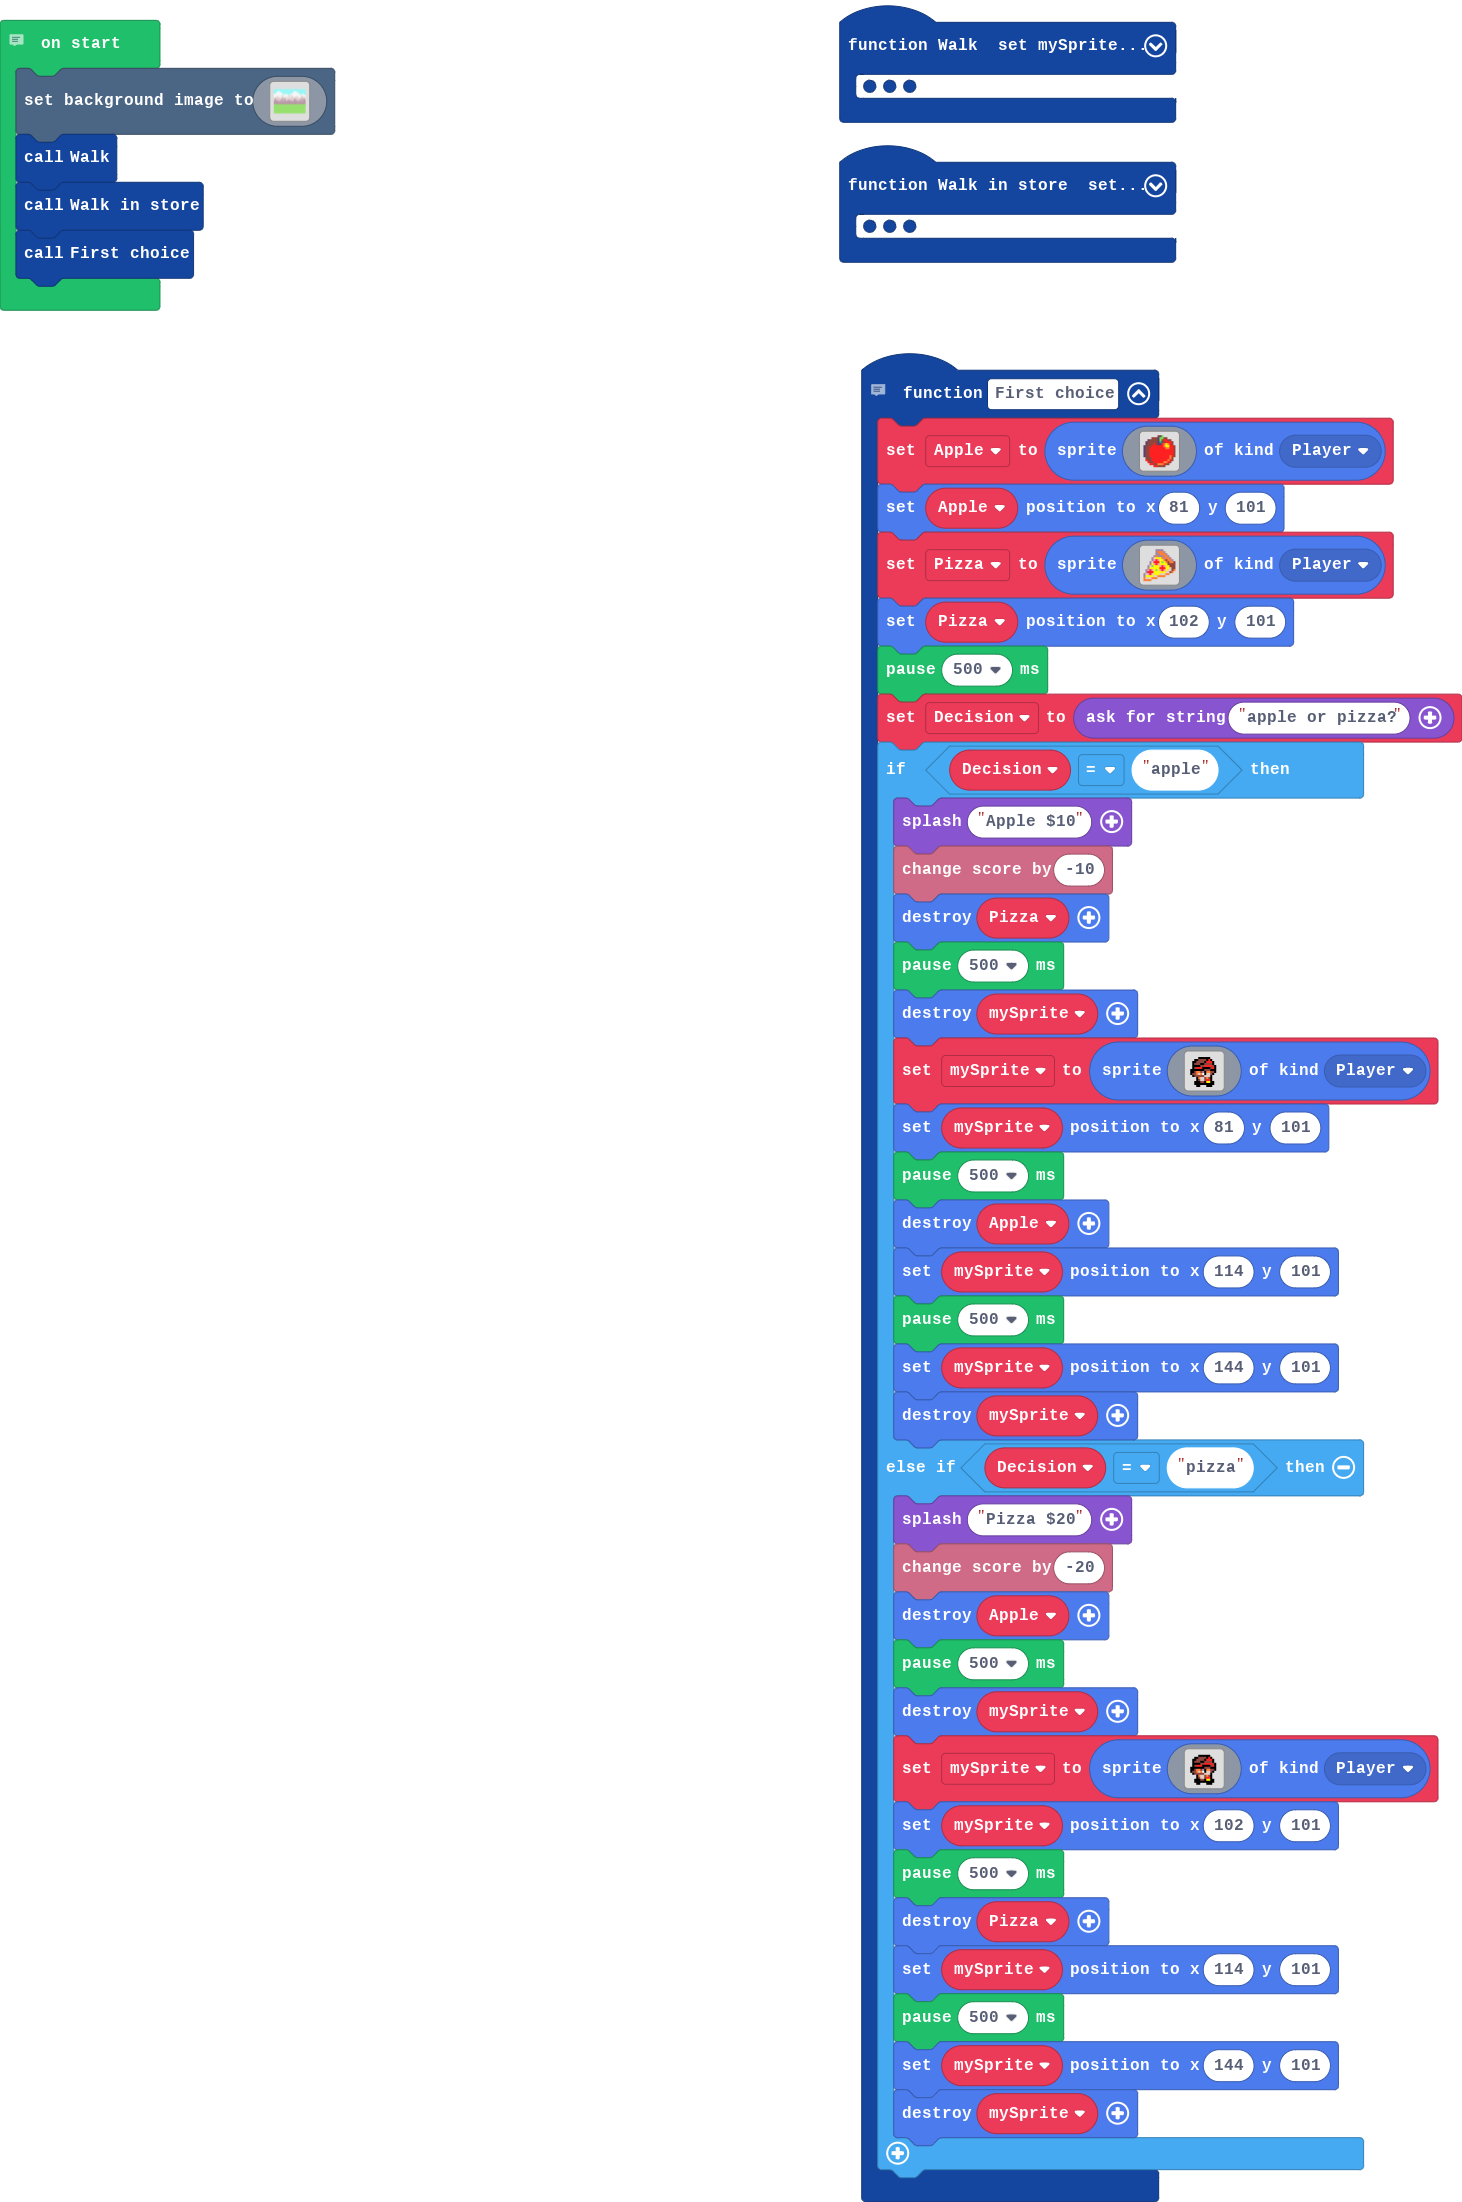 on start
set background image to
call Walk
call Walk in store
call First choice
function Walk set mySprite...
function Walk in store set...
function First choice
set Apple to sprite of kind Player
set Apple position to x 81 y 101
set Pizza to sprite of kind Player
set Pizza position to x 102 y 101
pause 500 ms
set Decision to ask for string "apple or pizza?"
if Decision = "apple" then
splash "Apple $10"
change score by -10
destroy Pizza
pause 500 ms
destroy mySprite
set mySprite to sprite of kind Player
set mySprite position to x 81 y 101
pause 500 ms
destroy Apple
set mySprite position to x 114 y 101
pause 500 ms
set mySprite position to x 144 y 101
destroy mySprite
else if Decision = "pizza" then
splash "Pizza $20"
change score by -20
destroy Apple
pause 500 ms
destroy mySprite
set mySprite to sprite of kind Player
set mySprite position to x 102 y 101
pause 500 ms
destroy Pizza
set mySprite position to x 114 y 101
pause 500 ms
set mySprite position to x 144 y 101
destroy mySprite